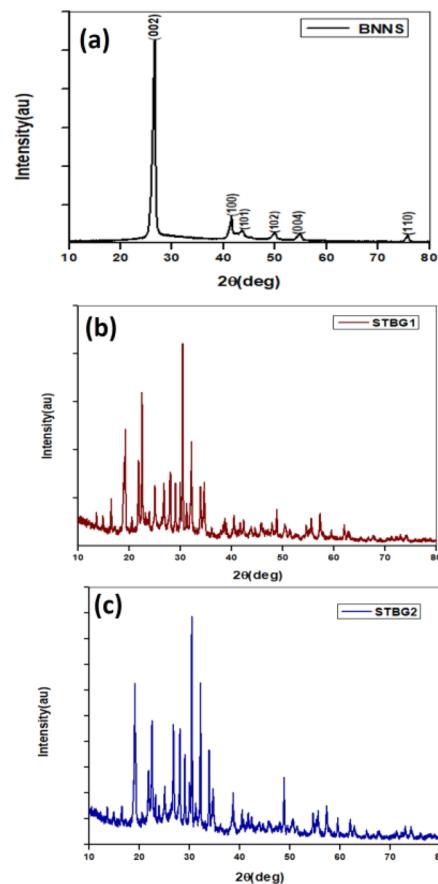 (a)
BNNS
(002)
(100)
(101)
(102)
(004)
(110)
Intensity(au)
10 20 30 40 50 60 70 80
2θ(deg)
(b)
STBG1
Intensity(au)
10 20 30 40 50 60 70 80
2θ(deg)
(c)
STBG2
Intensity(au)
10 20 30 40 50 60 70 80
2θ(deg)